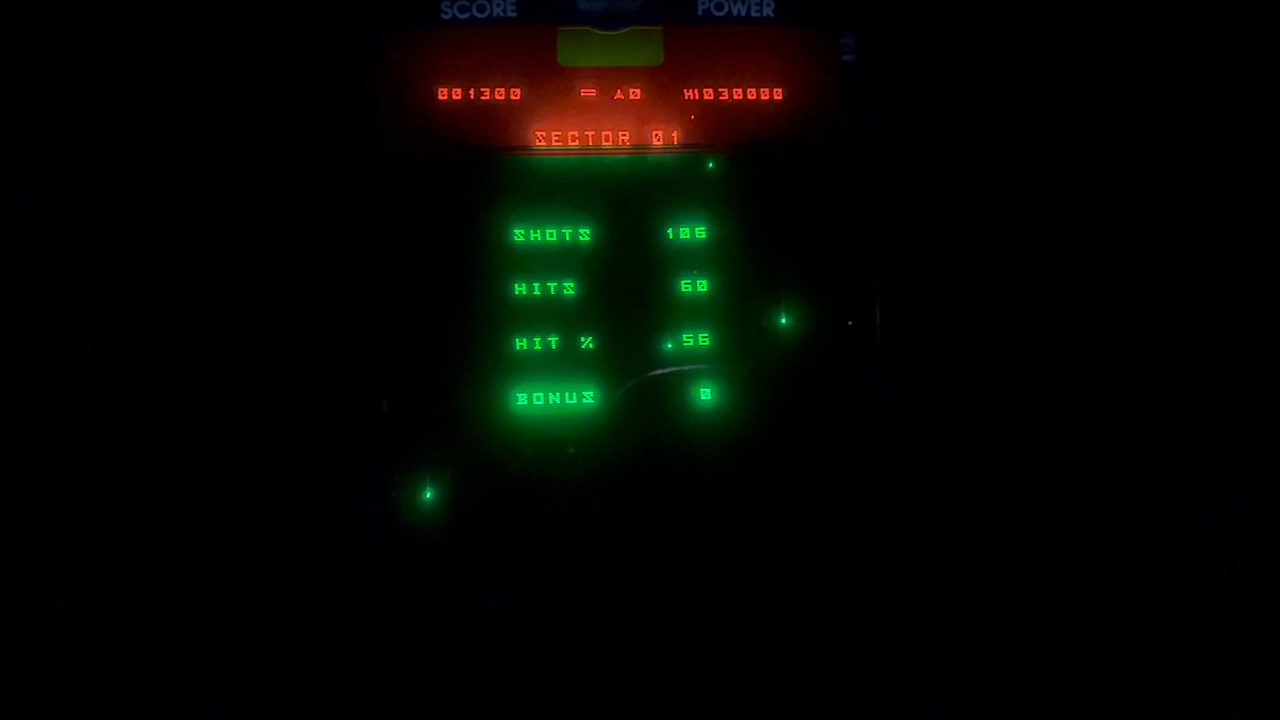 SCORE POWER
001300 = A0 HI030000
SECTOR 01
SHOTS 106
HITS 60
HIT % 56
BONUS 0